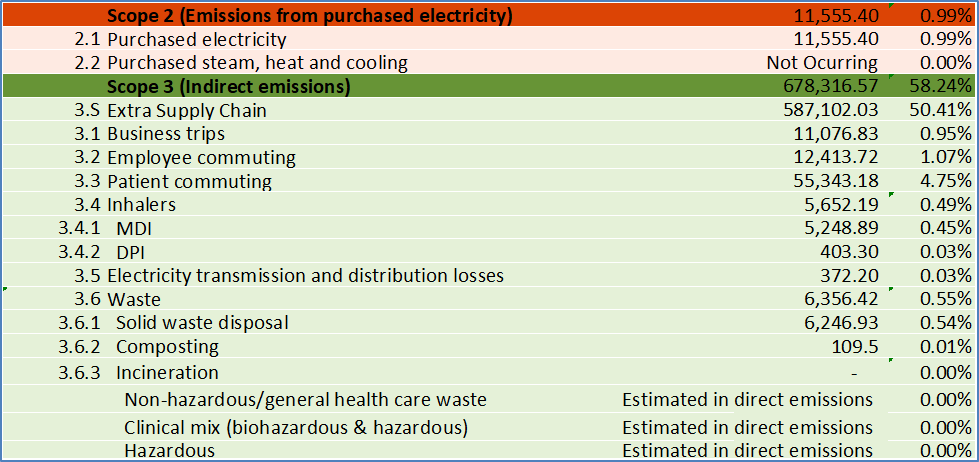 Scope 2 (Emissions from purchased electricity) 11,555.40 0.99%
2.1 Purchased electricity 11,555.40 0.99%
2.2 Purchased steam, heat and cooling Not Ocurring 0.00%
Scope 3 (Indirect emissions) 678,316.57 58.24%
3.S Extra Supply Chain 587,102.03 50.41%
3.1 Business trips 11,076.83 0.95%
3.2 Employee commuting 12,413.72 1.07%
3.3 Patient commuting 55,343.18 4.75%
3.4 Inhalers 5,652.19 0.49%
3.4.1 MDI 5,248.89 0.45%
3.4.2 DPI 403.30 0.03%
3.5 Electricity transmission and distribution losses 372.20 0.03%
3.6 Waste 6,356.42 0.55%
3.6.1 Solid waste disposal 6,246.93 0.54%
3.6.2 Composting 109.5 0.01%
3.6.3 Incineration - 0.00%
Non-hazardous/general health care waste Estimated in direct emissions 0.00%
Clinical mix (biohazardous & hazardous) Estimated in direct emissions 0.00%
Hazardous Estimated in direct emissions 0.00%